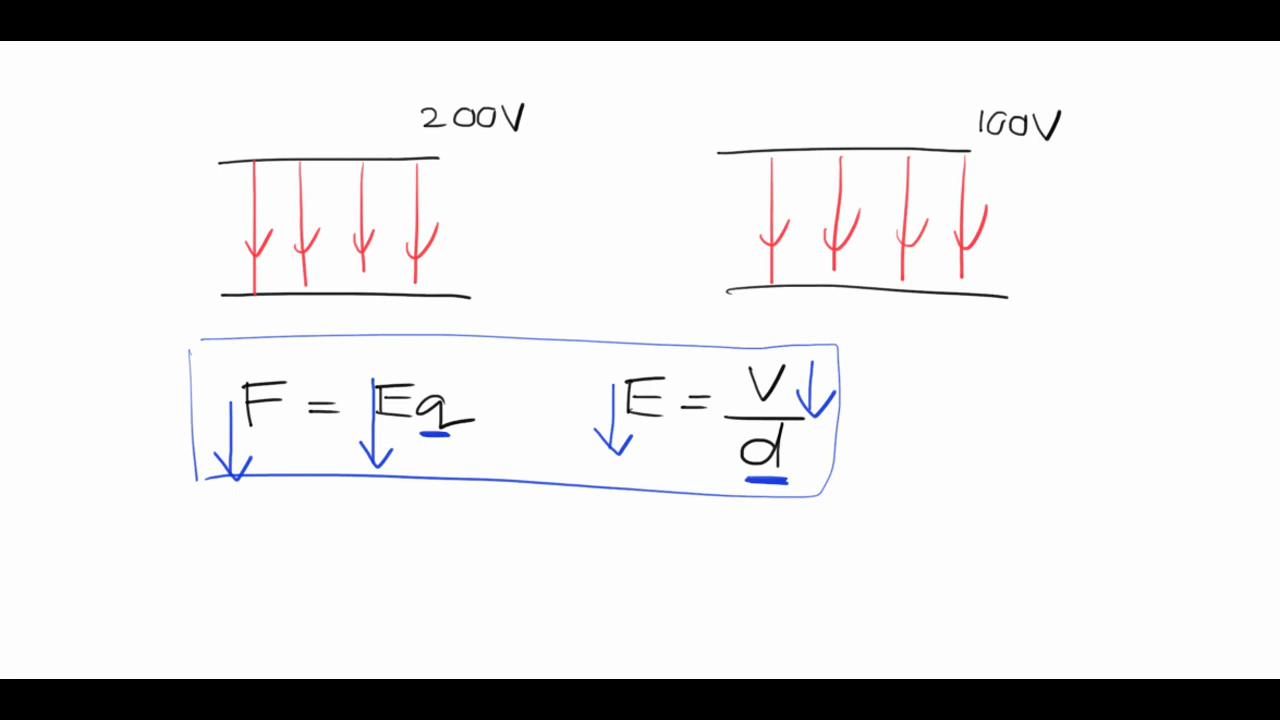 200V
100V
F = Eq
E = V/d